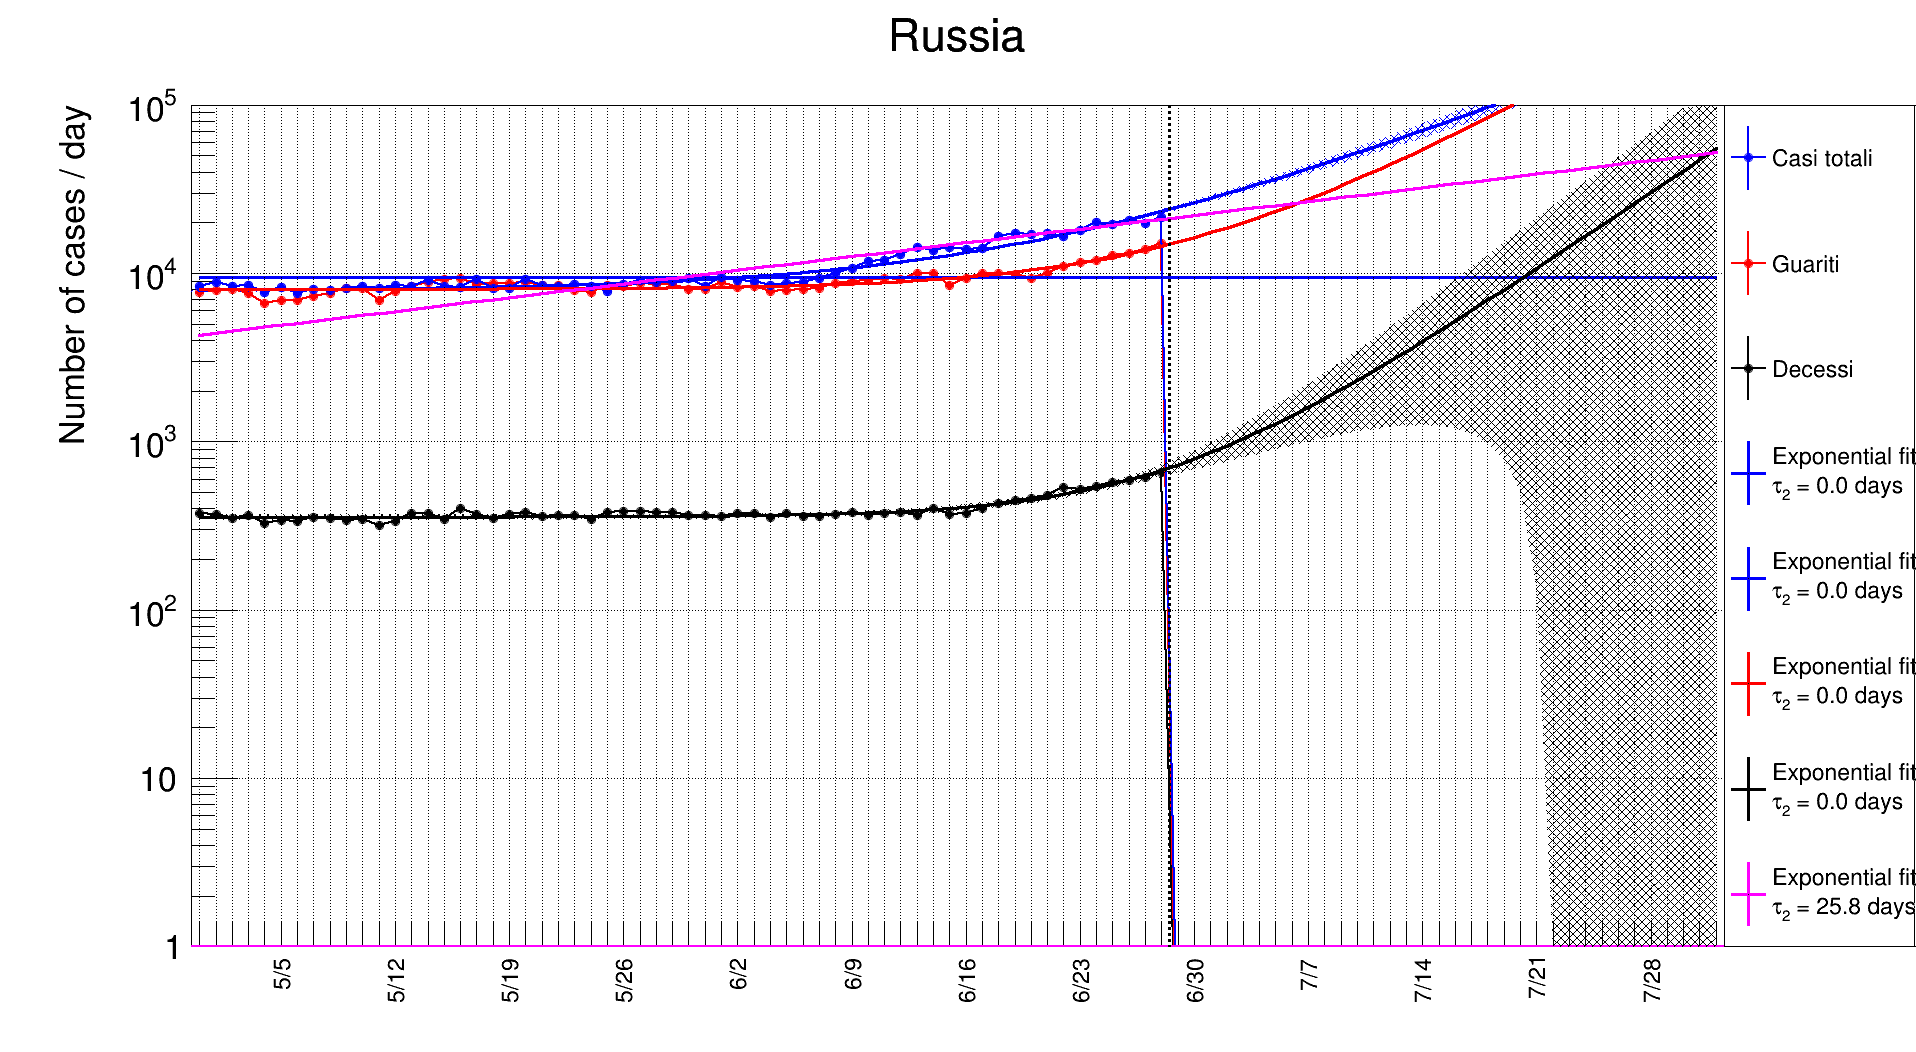 Russia
Number of cases / day
10^5
10^4
10^3
10^2
10
1
5/5
5/12
5/19
5/26
6/2
6/9
6/16
6/23
6/30
7/7
7/14
7/21
7/28
Casi totali
Guariti
Decessi
Exponential fit
τ2 = 0.0 days
Exponential fit
τ2 = 0.0 days
Exponential fit
τ2 = 0.0 days
Exponential fit
τ2 = 0.0 days
Exponential fit
τ2 = 25.8 days